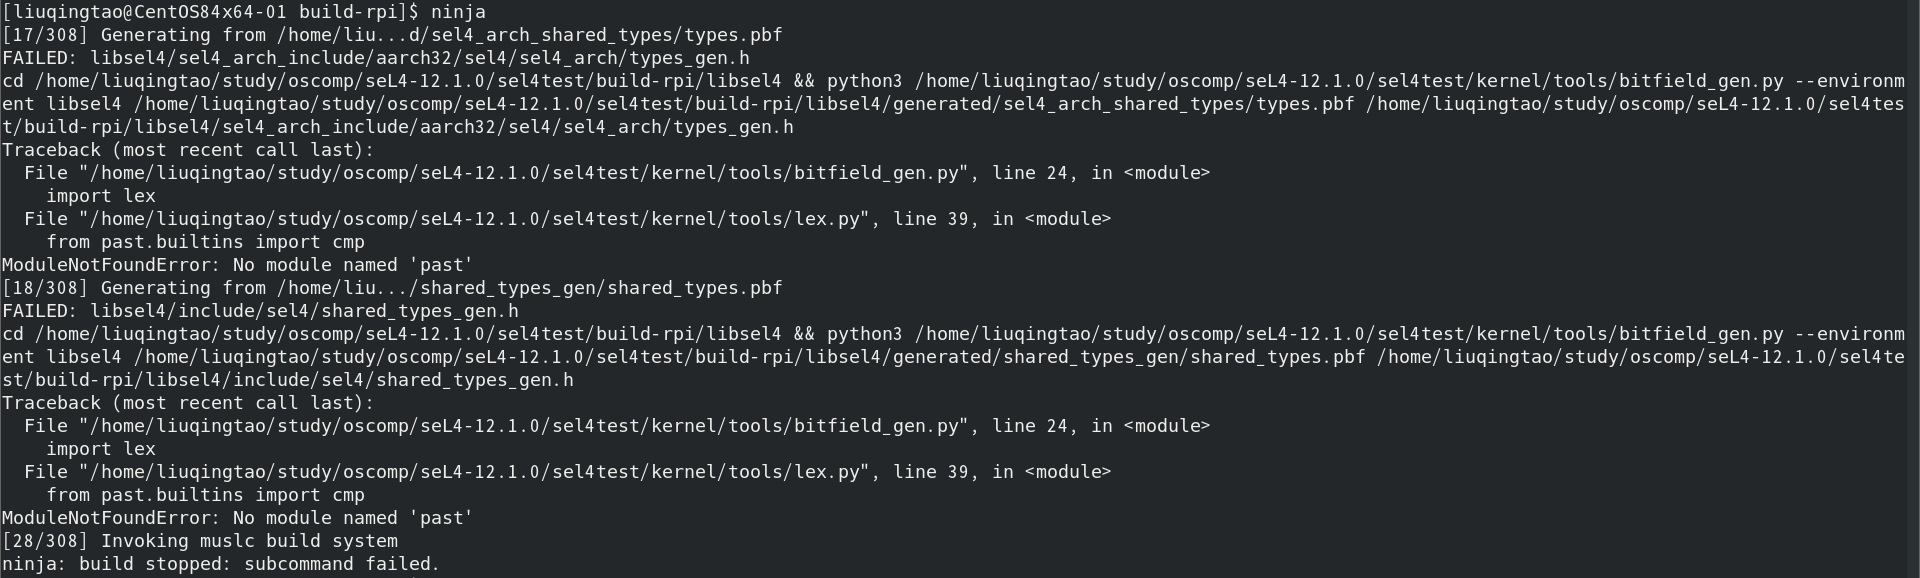 [liuqingtao@CentOS84x64-01 build-rpi]$ ninja
[17/308] Generating from /home/liu...d/sel4_arch_shared_types/types.pbf
FAILED: libsel4/sel4_arch_include/aarch32/sel4/sel4_arch/types_gen.h
cd /home/liuqingtao/study/oscomp/seL4-12.1.0/sel4test/build-rpi/libsel4 && python3 /home/liuqingtao/study/oscomp/seL4-12.1.0/sel4test/kernel/tools/bitfield_gen.py --environm
ent libsel4 /home/liuqingtao/study/oscomp/seL4-12.1.0/sel4test/build-rpi/libsel4/generated/sel4_arch_shared_types/types.pbf /home/liuqingtao/study/oscomp/seL4-12.1.0/sel4tes
t/build-rpi/libsel4/sel4_arch_include/aarch32/sel4/sel4_arch/types_gen.h
Traceback (most recent call last):
  File "/home/liuqingtao/study/oscomp/seL4-12.1.0/sel4test/kernel/tools/bitfield_gen.py", line 24, in <module>
    import lex
  File "/home/liuqingtao/study/oscomp/seL4-12.1.0/sel4test/kernel/tools/lex.py", line 39, in <module>
    from past.builtins import cmp
ModuleNotFoundError: No module named 'past'
[18/308] Generating from /home/liu.../shared_types_gen/shared_types.pbf
FAILED: libsel4/include/sel4/shared_types_gen.h
cd /home/liuqingtao/study/oscomp/seL4-12.1.0/sel4test/build-rpi/libsel4 && python3 /home/liuqingtao/study/oscomp/seL4-12.1.0/sel4test/kernel/tools/bitfield_gen.py --environm
ent libsel4 /home/liuqingtao/study/oscomp/seL4-12.1.0/sel4test/build-rpi/libsel4/generated/shared_types_gen/shared_types.pbf /home/liuqingtao/study/oscomp/seL4-12.1.0/sel4te
st/build-rpi/libsel4/include/sel4/shared_types_gen.h
Traceback (most recent call last):
  File "/home/liuqingtao/study/oscomp/seL4-12.1.0/sel4test/kernel/tools/bitfield_gen.py", line 24, in <module>
    import lex
  File "/home/liuqingtao/study/oscomp/seL4-12.1.0/sel4test/kernel/tools/lex.py", line 39, in <module>
    from past.builtins import cmp
ModuleNotFoundError: No module named 'past'
[28/308] Invoking muslc build system
ninja: build stopped: subcommand failed.